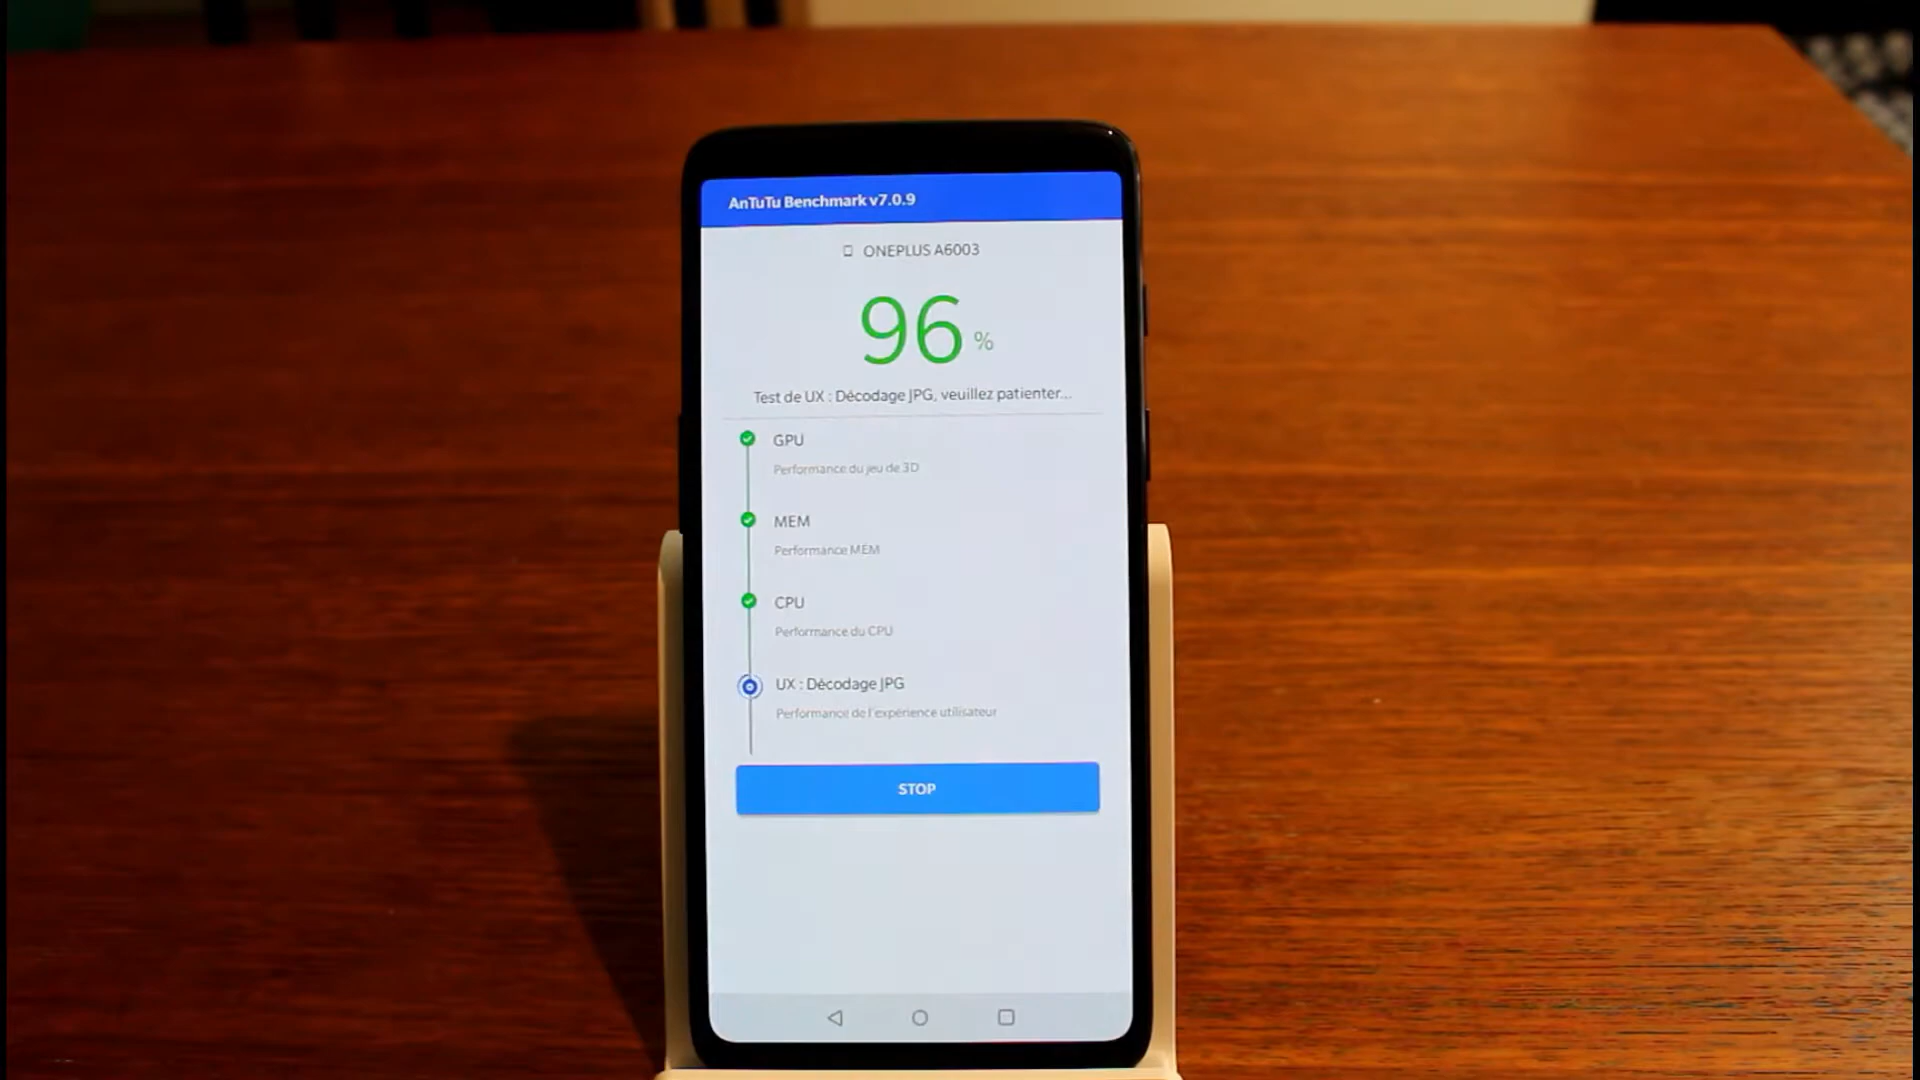 AnTuTu Benchmark v7.0.9
ONEPLUS A6003
96 %
Test de UX : Décodage JPG, veuillez patienter...
GPU
Performance du jeu de 3D
MEM
Performance MEM
CPU
Performance du CPU
UX : Décodage JPG
Performance de l'expérience utilisateur
STOP